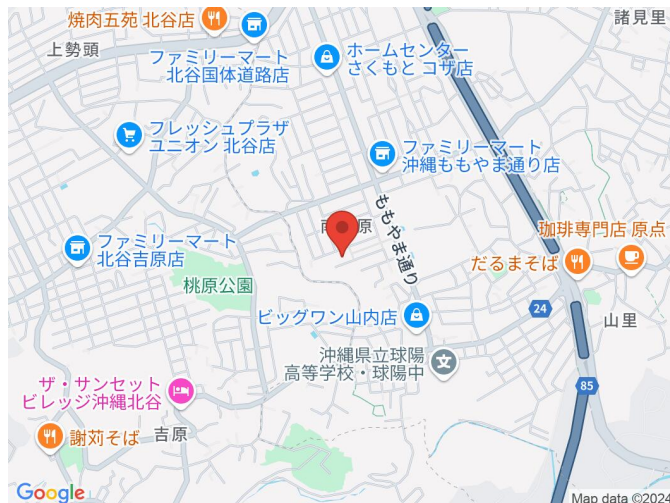 焼肉五苑 北谷店
上勢頭
ファミリーマート
北谷国体道路店
ホームセンター
さくもと コザ店
諸見里
フレッシュプラザ
ユニオン 北谷店
ファミリーマート
沖縄ももやま通り店
ももやま通り
原
珈琲専門店 原点
だるまそば
ファミリーマート
北谷吉原店
桃原公園
ビッグワン山内店
24
山里
沖縄県立球陽
高等学校・球陽中
85
ザ・サンセット
ビレッジ沖縄北谷
謝苅そば
吉原
Google
Map data ©2024